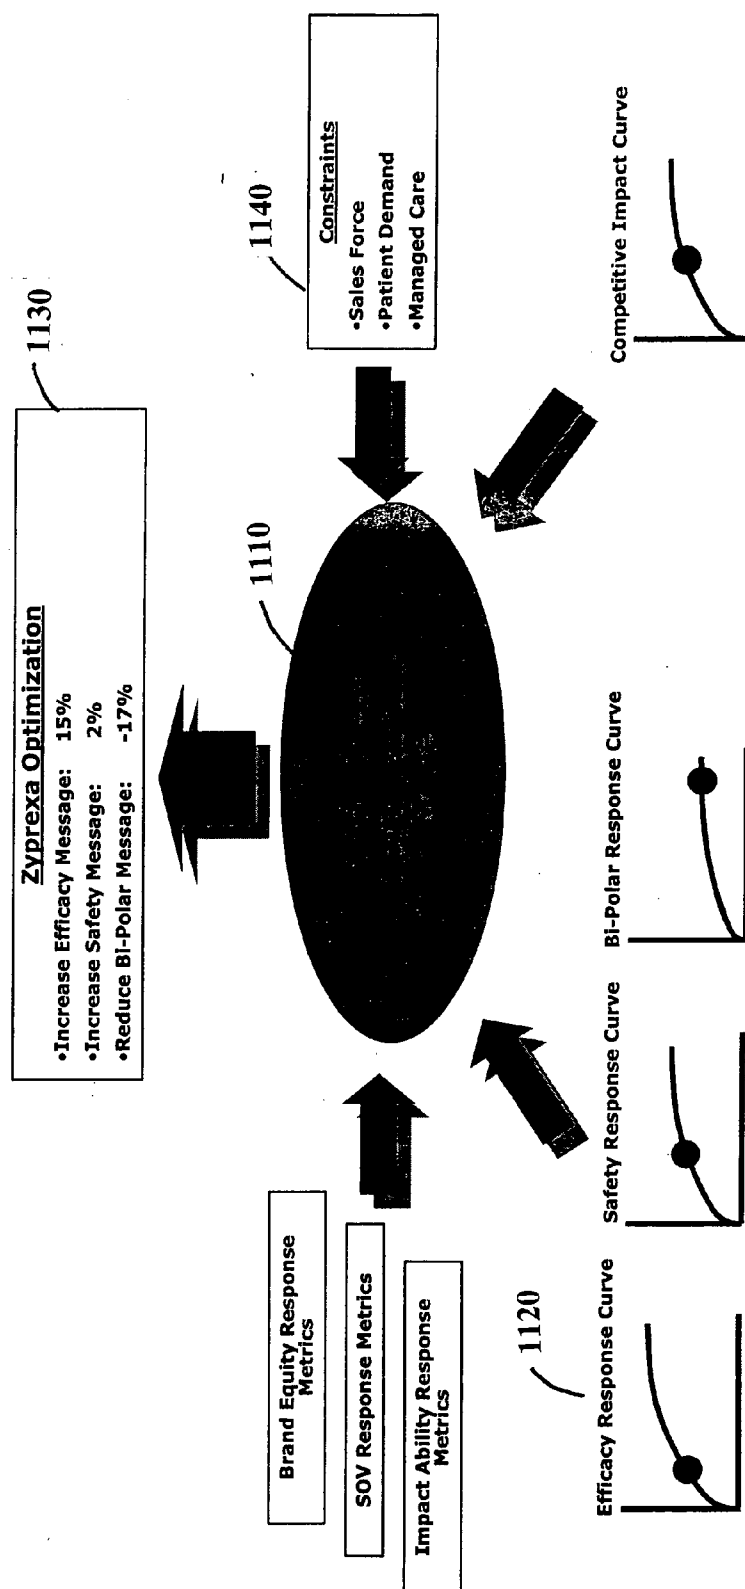 Zyprexa Optimization
•Increase Efficacy Message: 15%
•Increase Safety Message: 2%
•Reduce Bi-Polar Message: -17%
1130
1110
1140
Constraints
•Sales Force
•Patient Demand
•Managed Care
Brand Equity Response
Metrics
SOV Response Metrics
Impact Ability Response
Metrics
1120
Efficacy Response Curve
Safety Response Curve
Bi-Polar Response Curve
Competitive Impact Curve